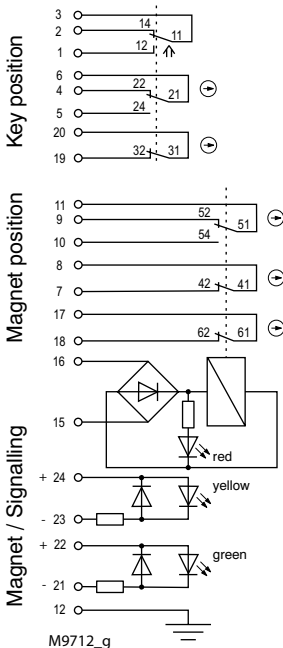 Key position
3
2 14
11
1 12
6
4 22
21
5 24
20
19 32 31
Magnet position
11
9 52
51
10 54
8
7 42 41
17
18 62 61
Magnet / Signalling
16
15
red
+ 24
yellow
- 23
+ 22
green
- 21
12
M9712_g